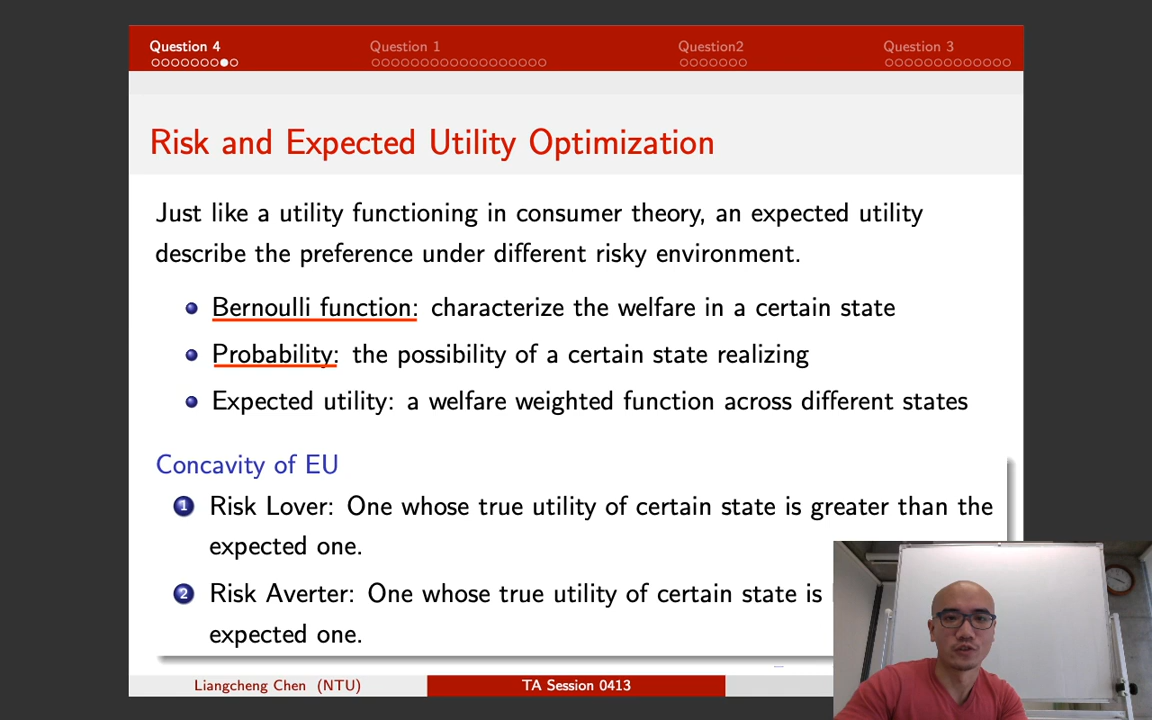 Question 4 Question 1 Question2 Question 3
Risk and Expected Utility Optimization
Just like a utility functioning in consumer theory, an expected utility
describe the preference under different risky environment.
Bernoulli function: characterize the welfare in a certain state
Probability: the possibility of a certain state realizing
Expected utility: a welfare weighted function across different states
Concavity of EU
1 Risk Lover: One whose true utility of certain state is greater than the
expected one.
2 Risk Averter: One whose true utility of certain state is
expected one.
Liangcheng Chen (NTU) TA Session 0413